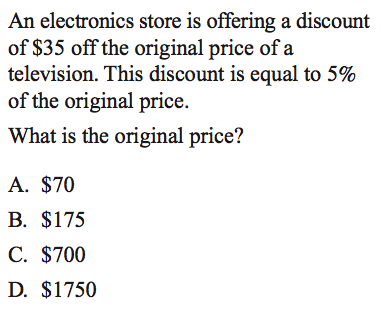 An electronics store is offering a discount
of $35 off the original price of a
television. This discount is equal to 5%
of the original price.
What is the original price?
A. $70
B. $175
C. $700
D. $1750